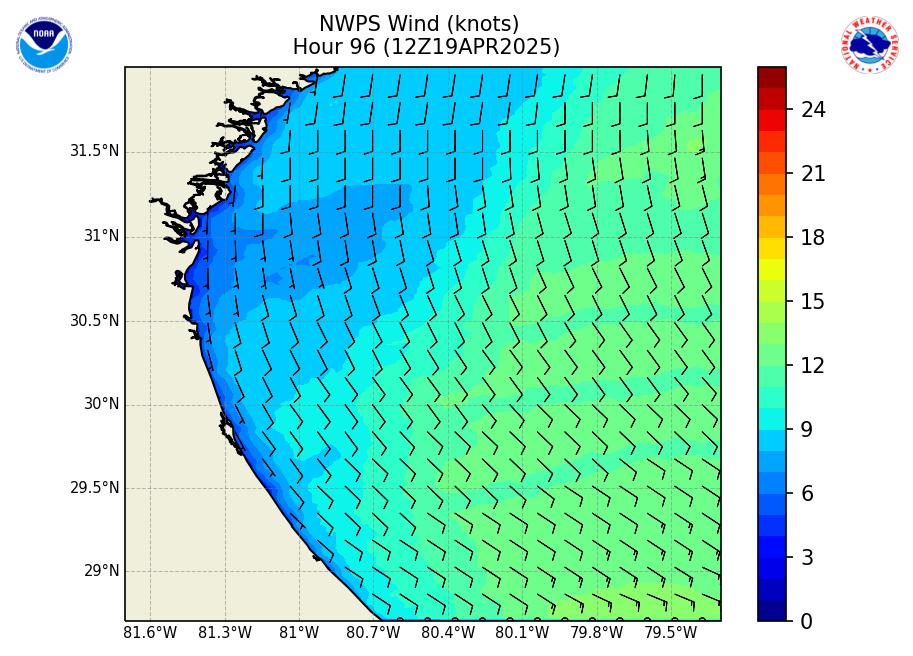 NWPS Wind (knots)
Hour 96 (12Z19APR2025)
NOAA
NATIONAL WEATHER SERVICE
31.5°N
31°N
30.5°N
30°N
29.5°N
29°N
81.6°W 81.3°W 81°W 80.7°W 80.4°W 80.1°W 79.8°W 79.5°W
24
21
18
15
12
9
6
3
0